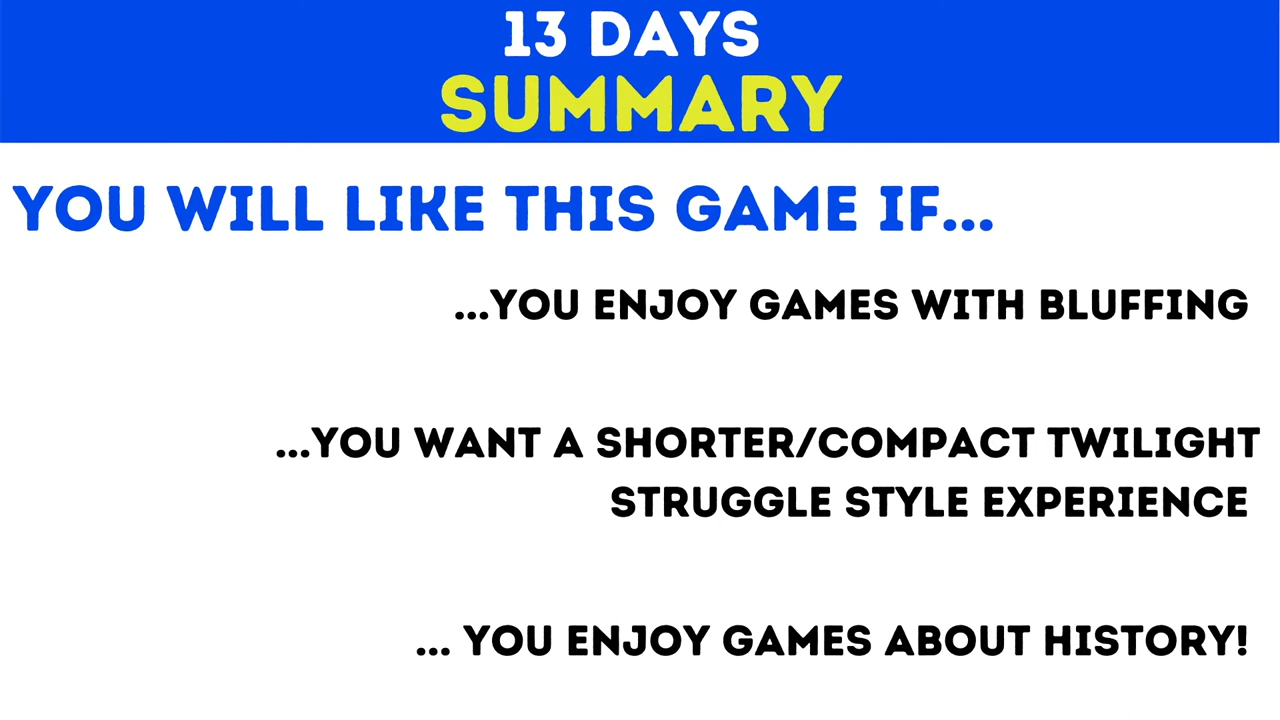 13 DAYS
SUMMARY
YOU WILL LIKE THIS GAME IF...
...YOU ENJOY GAMES WITH BLUFFING
...YOU WANT A SHORTER/COMPACT TWILIGHT
STRUGGLE STYLE EXPERIENCE
... YOU ENJOY GAMES ABOUT HISTORY!